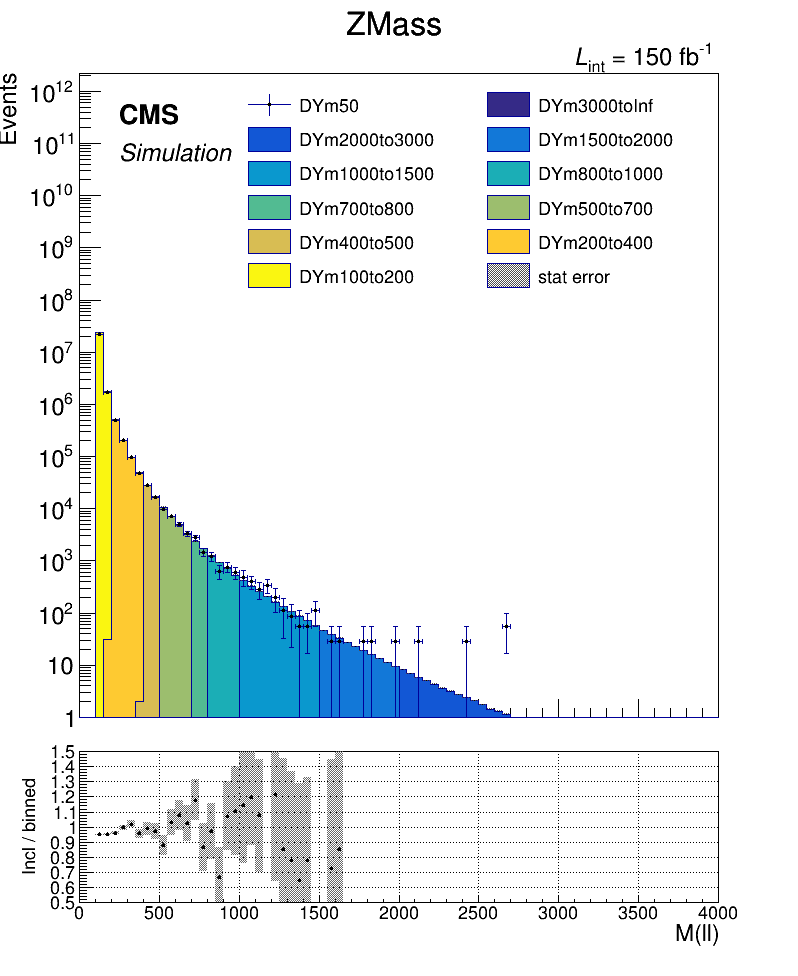 ZMass
L_int = 150 fb^-1
Events
CMS
Simulation
DYm50
DYm3000toInf
DYm2000to3000
DYm1500to2000
DYm1000to1500
DYm800to1000
DYm700to800
DYm500to700
DYm400to500
DYm200to400
DYm100to200
stat error
10^12
10^11
10^10
10^9
10^8
10^7
10^6
10^5
10^4
10^3
10^2
10
1
Incl / binned
1.5
1.4
1.3
1.2
1.1
1
0.9
0.8
0.7
0.6
0.5
0 500 1000 1500 2000 2500 3000 3500 4000
M(ll)